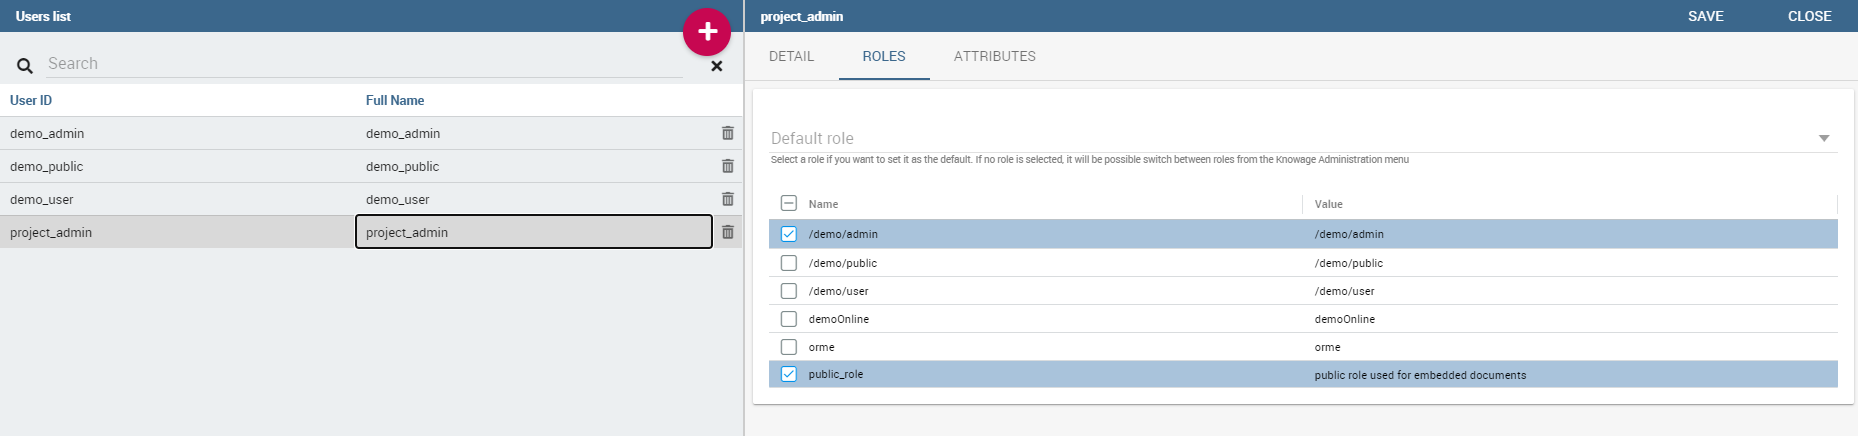 Users list
Search
User ID Full Name
demo_admin demo_admin
demo_public demo_public
demo_user demo_user
project_admin project_admin
project_admin SAVE CLOSE
DETAIL ROLES ATTRIBUTES
Default role
Select a role if you want to set it as the default. If no role is selected, it will be possible switch between roles from the Knowage Administration menu
Name Value
/demo/admin /demo/admin
/demo/public /demo/public
/demo/user /demo/user
demoOnline demoOnline
orme orme
public_role public role used for embedded documents